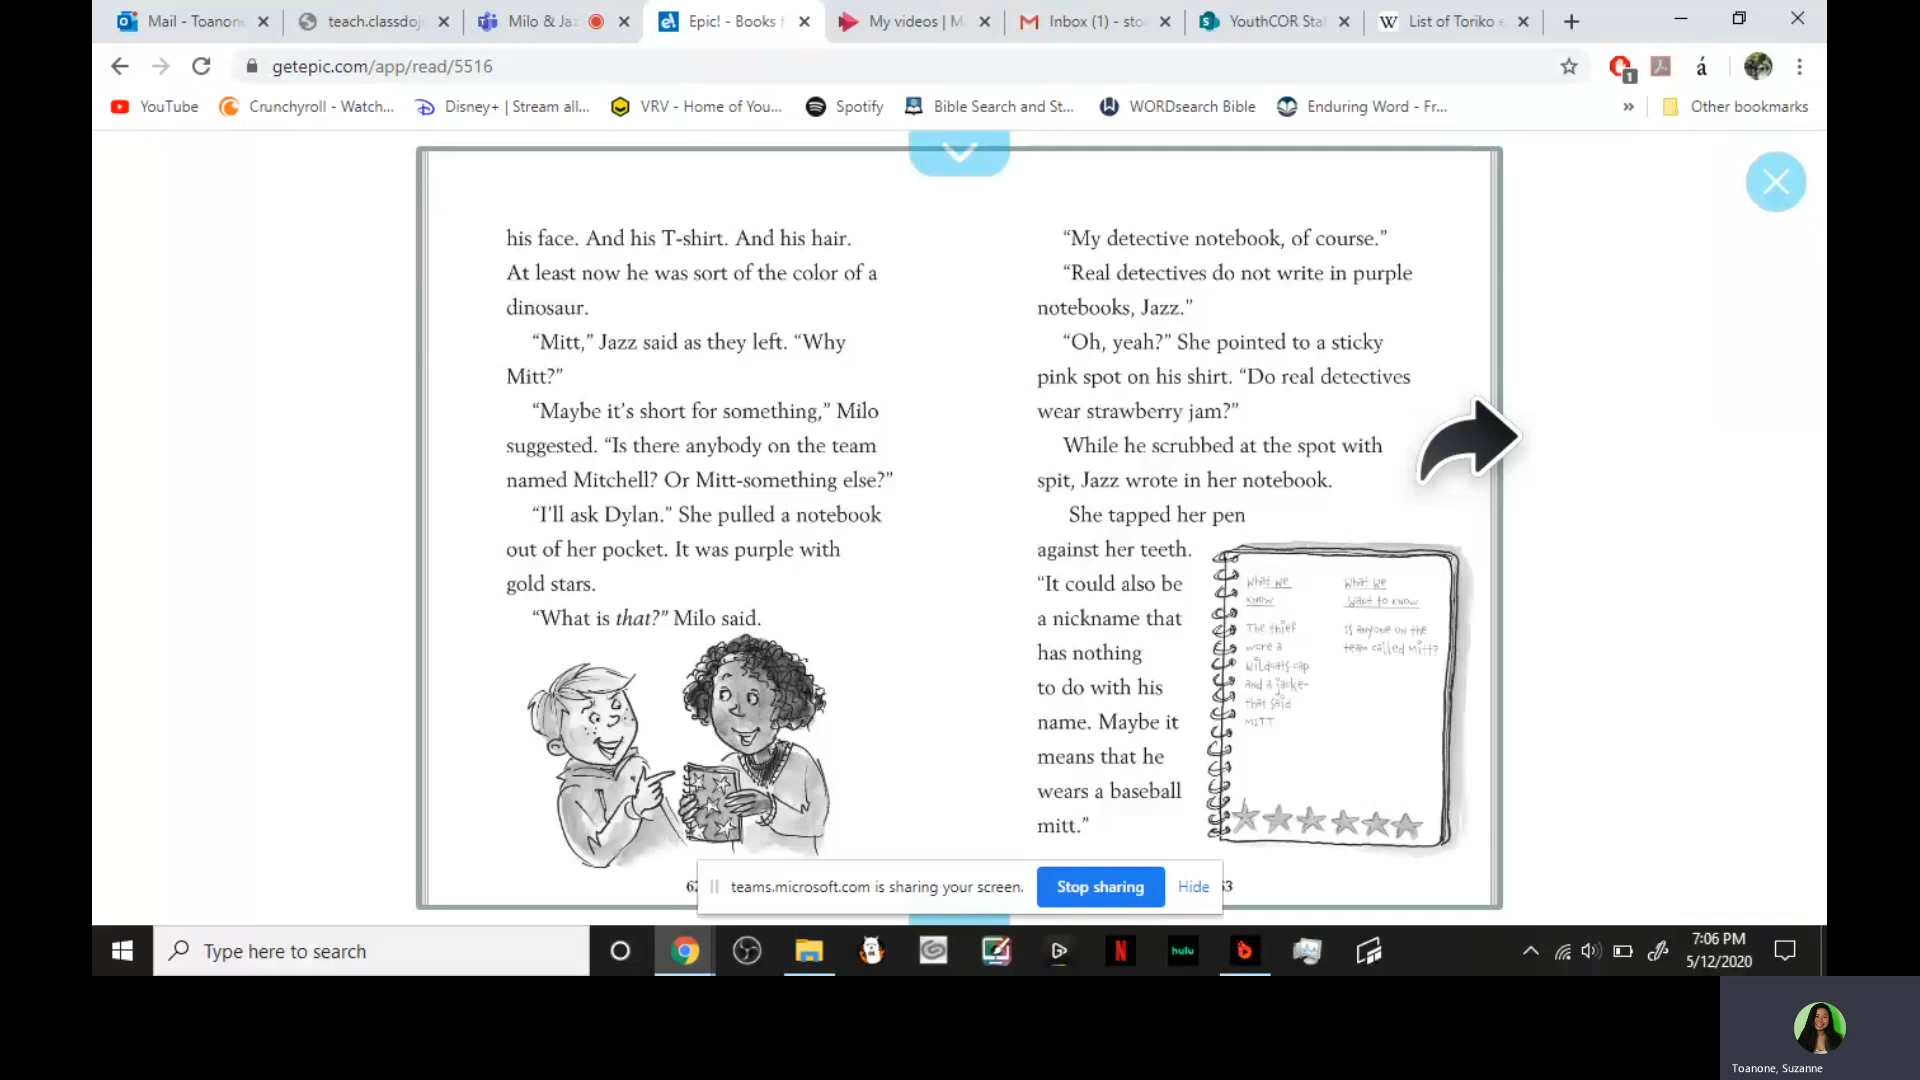 Mail - Toanone
teach.classdojo
Milo & Jaz
Epic! - Books f
My videos | M
Inbox (1) - sto
YouthCOR Sta
List of Toriko e
getepic.com/app/read/5516
1
á
YouTube
Crunchyroll - Watch...
Disney+ | Stream all...
VRV - Home of You...
Spotify
Bible Search and St...
WORDsearch Bible
Enduring Word - Fr...
»
Other bookmarks
his face. And his T-shirt. And his hair.
At least now he was sort of the color of a
dinosaur.
“Mitt,” Jazz said as they left. “Why
Mitt?”
“Maybe it’s short for something,” Milo
suggested. “Is there anybody on the team
named Mitchell? Or Mitt-something else?”
“I’ll ask Dylan.” She pulled a notebook
out of her pocket. It was purple with
gold stars.
“What is that?” Milo said.
“My detective notebook, of course.”
“Real detectives do not write in purple
notebooks, Jazz.”
“Oh, yeah?” She pointed to a sticky
pink spot on his shirt. “Do real detectives
wear strawberry jam?”
While he scrubbed at the spot with
spit, Jazz wrote in her notebook.
She tapped her pen
against her teeth.
“It could also be
a nickname that
has nothing
to do with his
name. Maybe it
means that he
wears a baseball
mitt.”
What we
know
The thief
wore a
wildcats cap
and a jacket
that said
MITT
What we
want to know
Is anyone on the
team called Mitt?
teams.microsoft.com is sharing your screen.
Stop sharing
Hide
Type here to search
hulu
7:06 PM
5/12/2020
Toanone, Suzanne